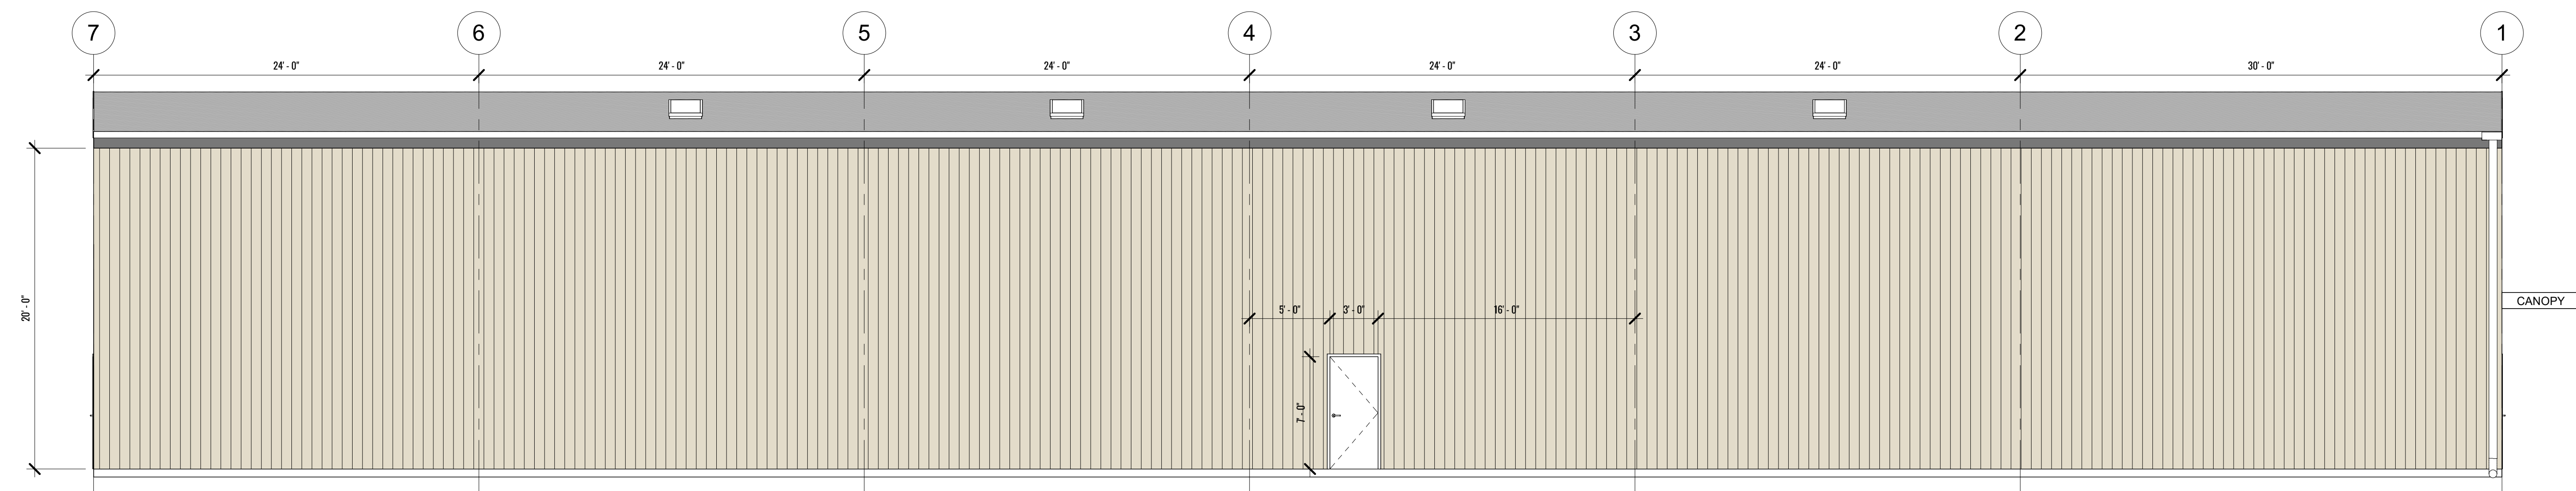 7 6 5 4 3 2 1
24' - 0" 24' - 0" 24' - 0" 24' - 0" 24' - 0" 30' - 0"
20' - 0"
5' - 0" 3' - 0" 16' - 0"
CANOPY
7' - 0"